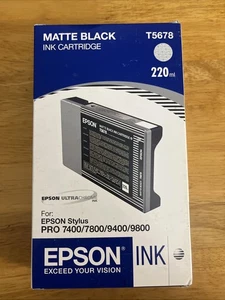 MATTE BLACK
INK CARTRIDGE
T5678
220ml
EPSON
T5678
EPSON ULTRACHROME
For:
EPSON Stylus
PRO 7400/7800/9400/9800
EPSON
INK
EXCEED YOUR VISION